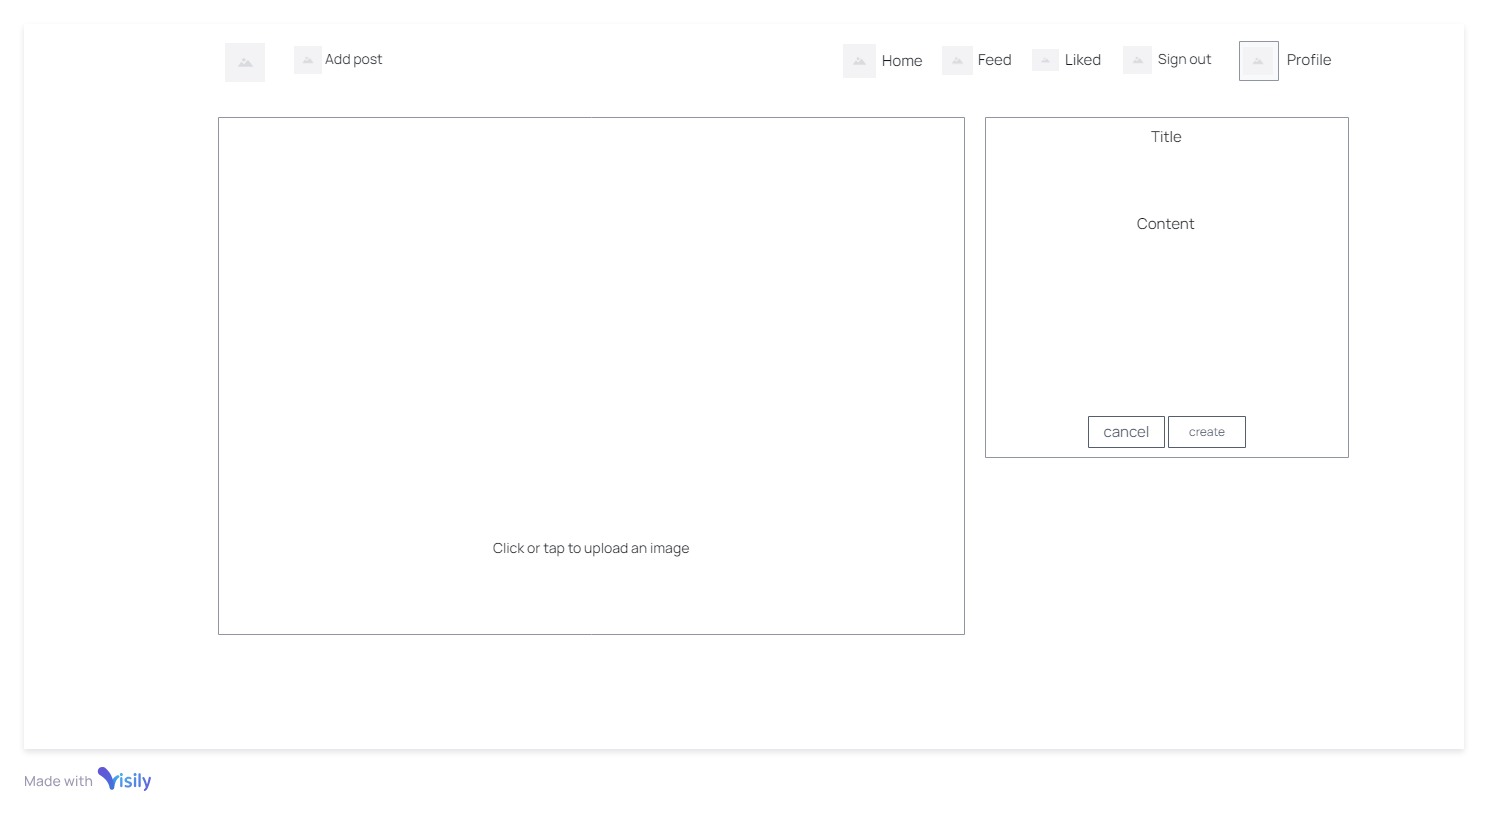 Add post
Home Feed Liked Sign out Profile
Title
Content
cancel create
Click or tap to upload an image
Made with Visily